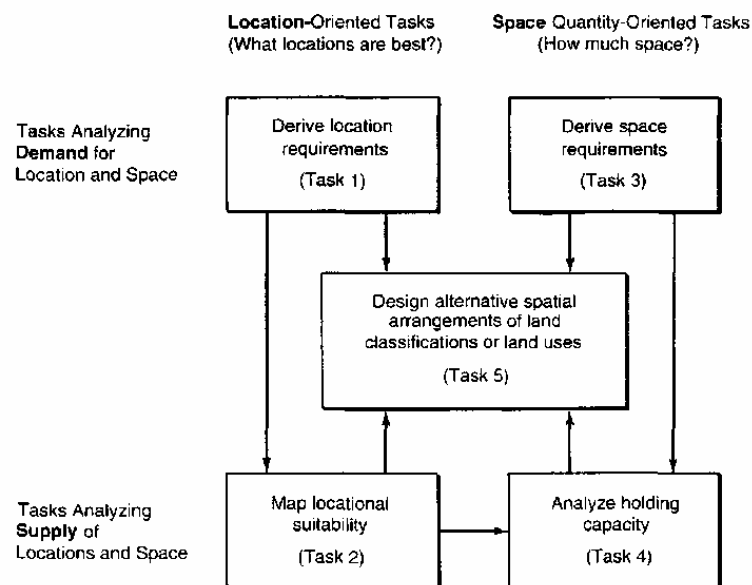 Location-Oriented Tasks
(What locations are best?)
Space Quantity-Oriented Tasks
(How much space?)
Tasks Analyzing
Demand for
Location and Space
Derive location
requirements
(Task 1)
Derive space
requirements
(Task 3)
Design alternative spatial
arrangements of land
classifications or land uses
(Task 5)
Tasks Analyzing
Supply of
Locations and Space
Map locational
suitability
(Task 2)
Analyze holding
capacity
(Task 4)